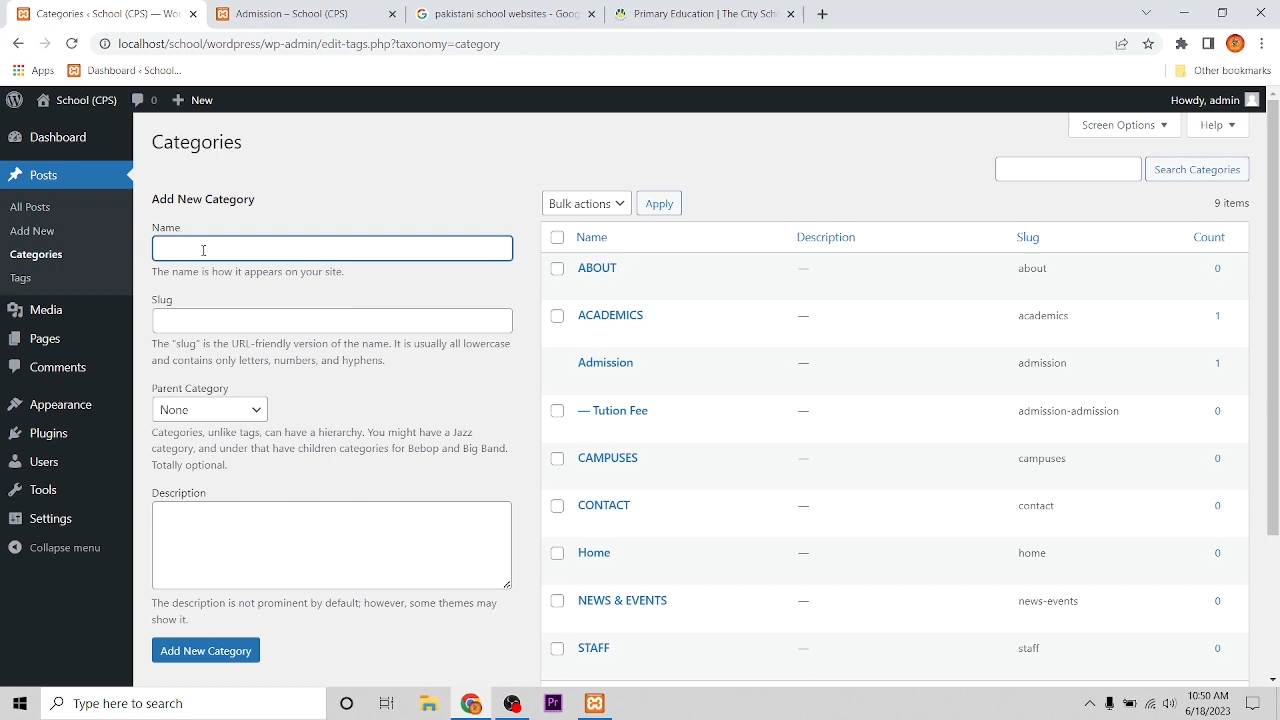 Categories ‹ School (CPS) — Wor
Admission – School (CPS)
pakistani school websites - Goog
Primary Education | The City Sch
localhost/school/wordpress/wp-admin/edit-tags.php?taxonomy=category
Apps
Dashboard ‹ School...
Other bookmarks
School (CPS)
0
New
Howdy, admin
Dashboard
Posts
All Posts
Add New
Categories
Tags
Media
Pages
Comments
Appearance
Plugins
Users
Tools
Settings
Collapse menu
Screen Options
Help
Categories
Search Categories
Add New Category
Name
The name is how it appears on your site.
Slug
The “slug” is the URL-friendly version of the name. It is usually all lowercase
and contains only letters, numbers, and hyphens.
Parent Category
None
Categories, unlike tags, can have a hierarchy. You might have a Jazz
category, and under that have children categories for Bebop and Big Band.
Totally optional.
Description
The description is not prominent by default; however, some themes may
show it.
Add New Category
Bulk actions
Apply
9 items
Name Description Slug Count
ABOUT — about 0
ACADEMICS — academics 1
Admission — admission 1
— Tution Fee — admission-admission 0
CAMPUSES — campuses 0
CONTACT — contact 0
Home — home 0
NEWS & EVENTS — news-events 0
STAFF — staff 0
Type here to search
Pr
10:50 AM
6/18/2023